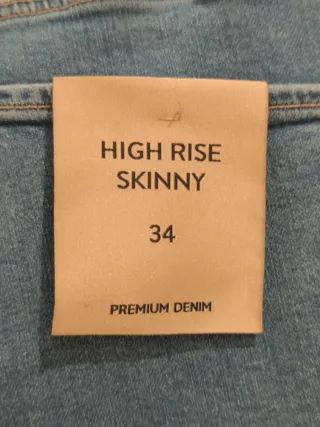 HIGH RISE
SKINNY
34
PREMIUM DENIM